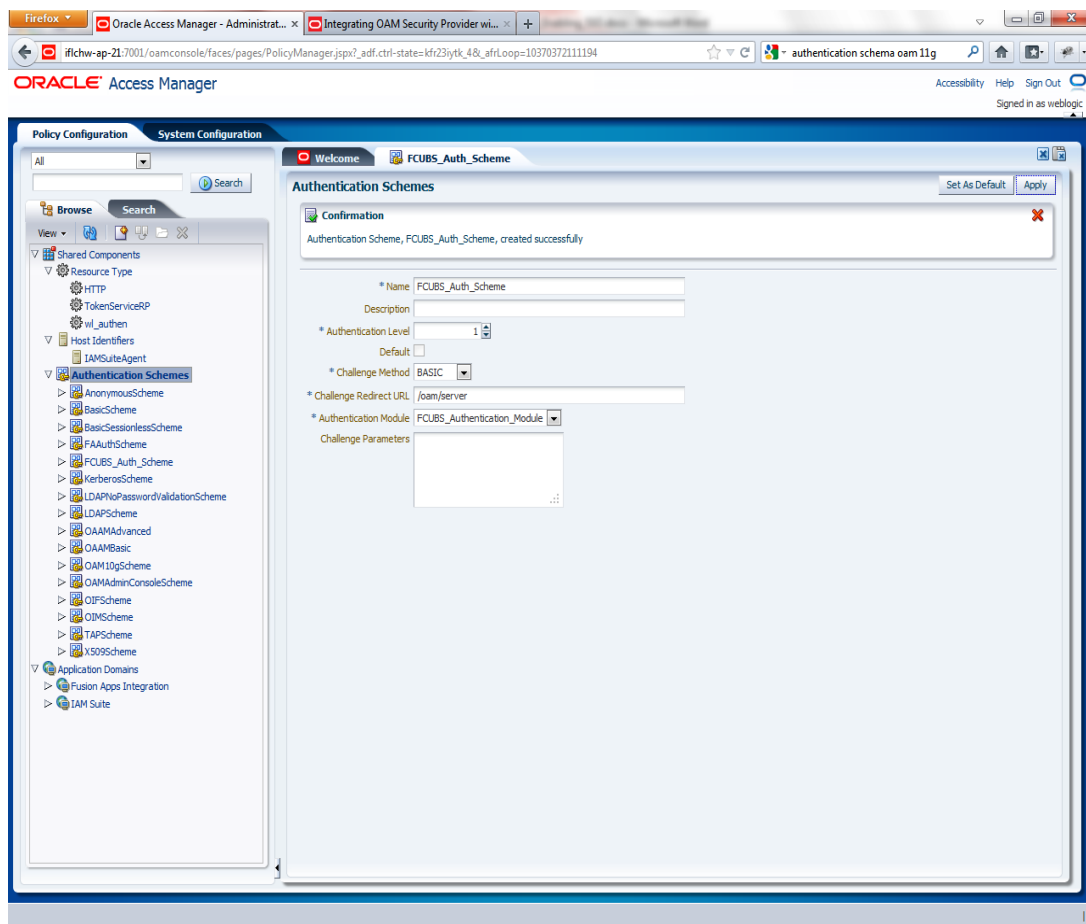 Firefox
Oracle Access Manager - Administrat... ×
Integrating OAM Security Provider wi... ×
+
iflchw-ap-21:7001/oamconsole/faces/pages/PolicyManager.jspx?_adf.ctrl-state=kfr23iytk_4&_afrLoop=10370372111194
authentication schema oam 11g
ORACLE Access Manager
Accessibility Help Sign Out
Signed in as weblogic
Policy Configuration System Configuration
All
Search
Welcome FCUBS_Auth_Scheme
Authentication Schemes
Set As Default Apply
Browse Search
View
Confirmation
Authentication Scheme, FCUBS_Auth_Scheme, created successfully
Shared Components
Resource Type
HTTP
TokenServiceRP
wl_authen
Host Identifiers
IAMSuiteAgent
Authentication Schemes
AnonymousScheme
BasicScheme
BasicSessionlessScheme
FAAuthScheme
FCUBS_Auth_Scheme
KerberosScheme
LDAPNoPasswordValidationScheme
LDAPScheme
OAAMAdvanced
OAAMBasic
OAM10gScheme
OAMAdminConsoleScheme
OIFScheme
OIMScheme
TAPScheme
X509Scheme
Application Domains
Fusion Apps Integration
IAM Suite
* Name FCUBS_Auth_Scheme
Description
* Authentication Level 1
Default
* Challenge Method BASIC
* Challenge Redirect URL /oam/server
* Authentication Module FCUBS_Authentication_Module
Challenge Parameters